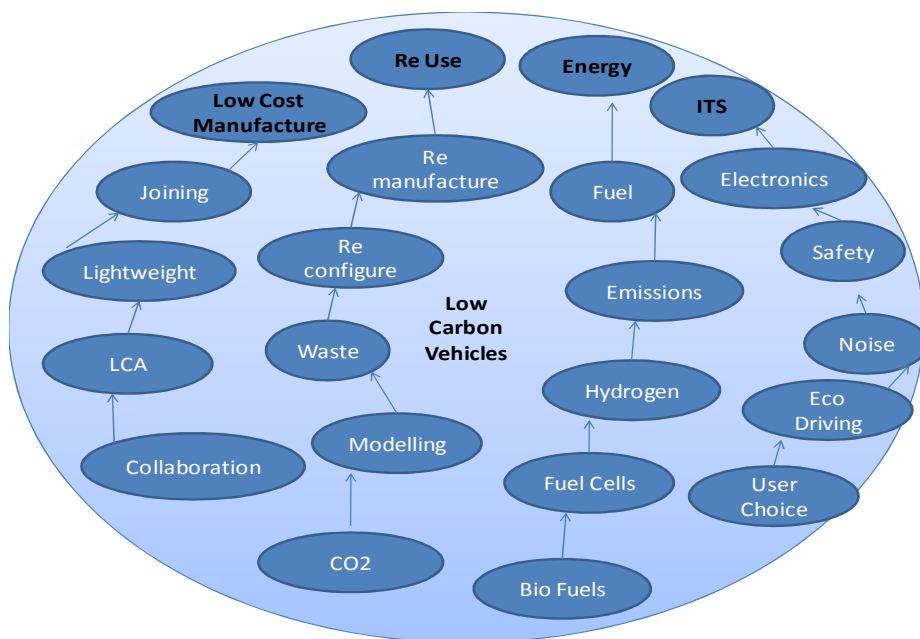 Re Use
Energy
Low Cost
Manufacture
ITS
Re
manufacture
Joining
Fuel
Electronics
Re
configure
Safety
Lightweight
Emissions
Low
Carbon
Vehicles
Waste
Noise
LCA
Hydrogen
Eco
Driving
Modelling
Collaboration
Fuel Cells
User
Choice
CO2
Bio Fuels